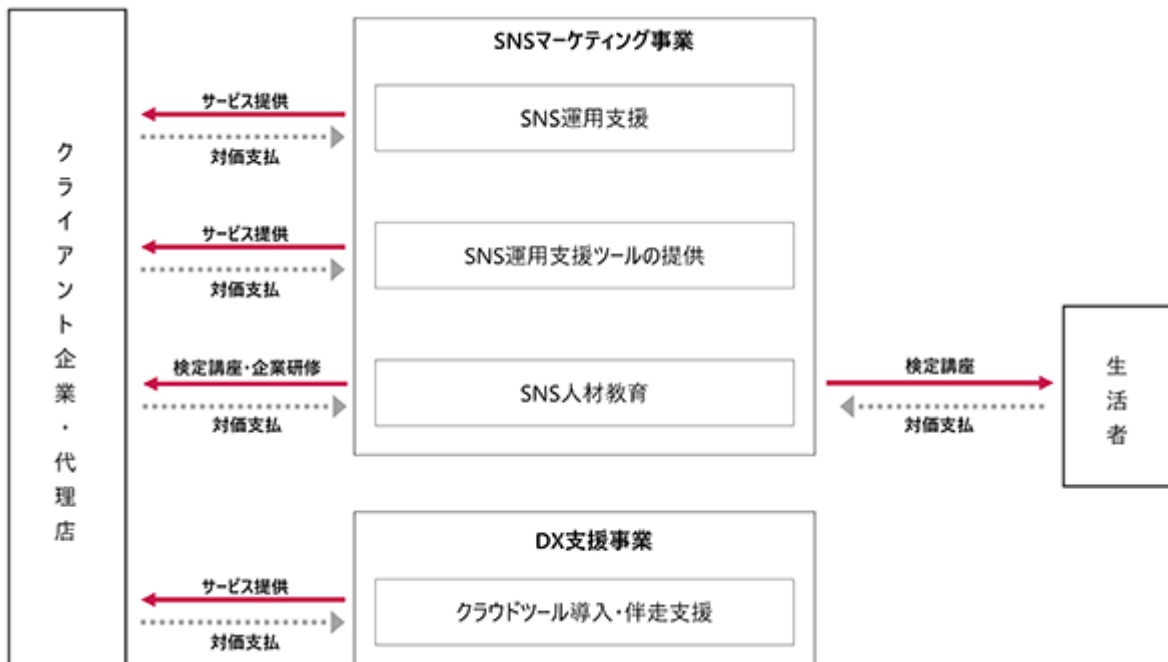 クライアント企業・代理店
SNSマーケティング事業
サービス提供
対価支払
SNS運用支援
サービス提供
対価支払
SNS運用支援ツールの提供
検定講座・企業研修
対価支払
SNS人材教育
検定講座
対価支払
生活者
DX支援事業
サービス提供
対価支払
クラウドツール導入・伴走支援